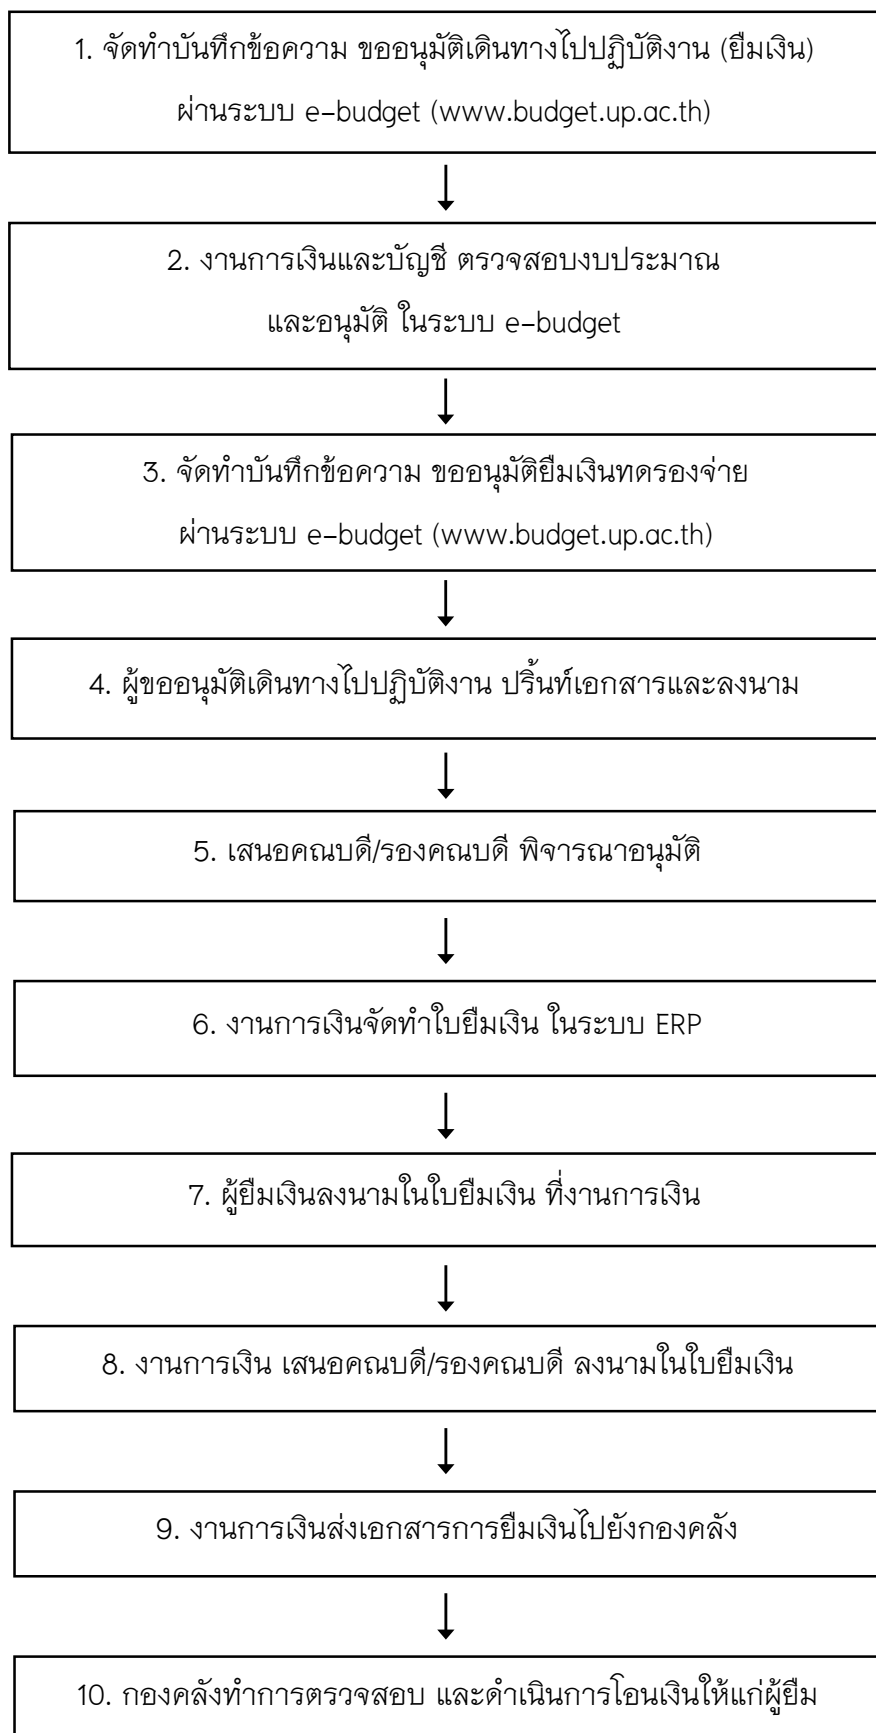 1. จัดทำบันทึกข้อความ ขออนุมัติเดินทางไปปฏิบัติงาน (ยืมเงิน)
ผ่านระบบ e-budget (www.budget.up.ac.th)
2. งานการเงินและบัญชี ตรวจสอบงบประมาณ
และอนุมัติ ในระบบ e-budget
3. จัดทำบันทึกข้อความ ขออนุมัติยืมเงินทดรองจ่าย
ผ่านระบบ e-budget (www.budget.up.ac.th)
4. ผู้ขออนุมัติเดินทางไปปฏิบัติงาน ปริ้นท์เอกสารและลงนาม
5. เสนอคณบดี/รองคณบดี พิจารณาอนุมัติ
6. งานการเงินจัดทำใบยืมเงิน ในระบบ ERP
7. ผู้ยืมเงินลงนามในใบยืมเงิน ที่งานการเงิน
8. งานการเงิน เสนอคณบดี/รองคณบดี ลงนามในใบยืมเงิน
9. งานการเงินส่งเอกสารการยืมเงินไปยังกองคลัง
10. กองคลังทำการตรวจสอบ และดำเนินการโอนเงินให้แก่ผู้ยืม